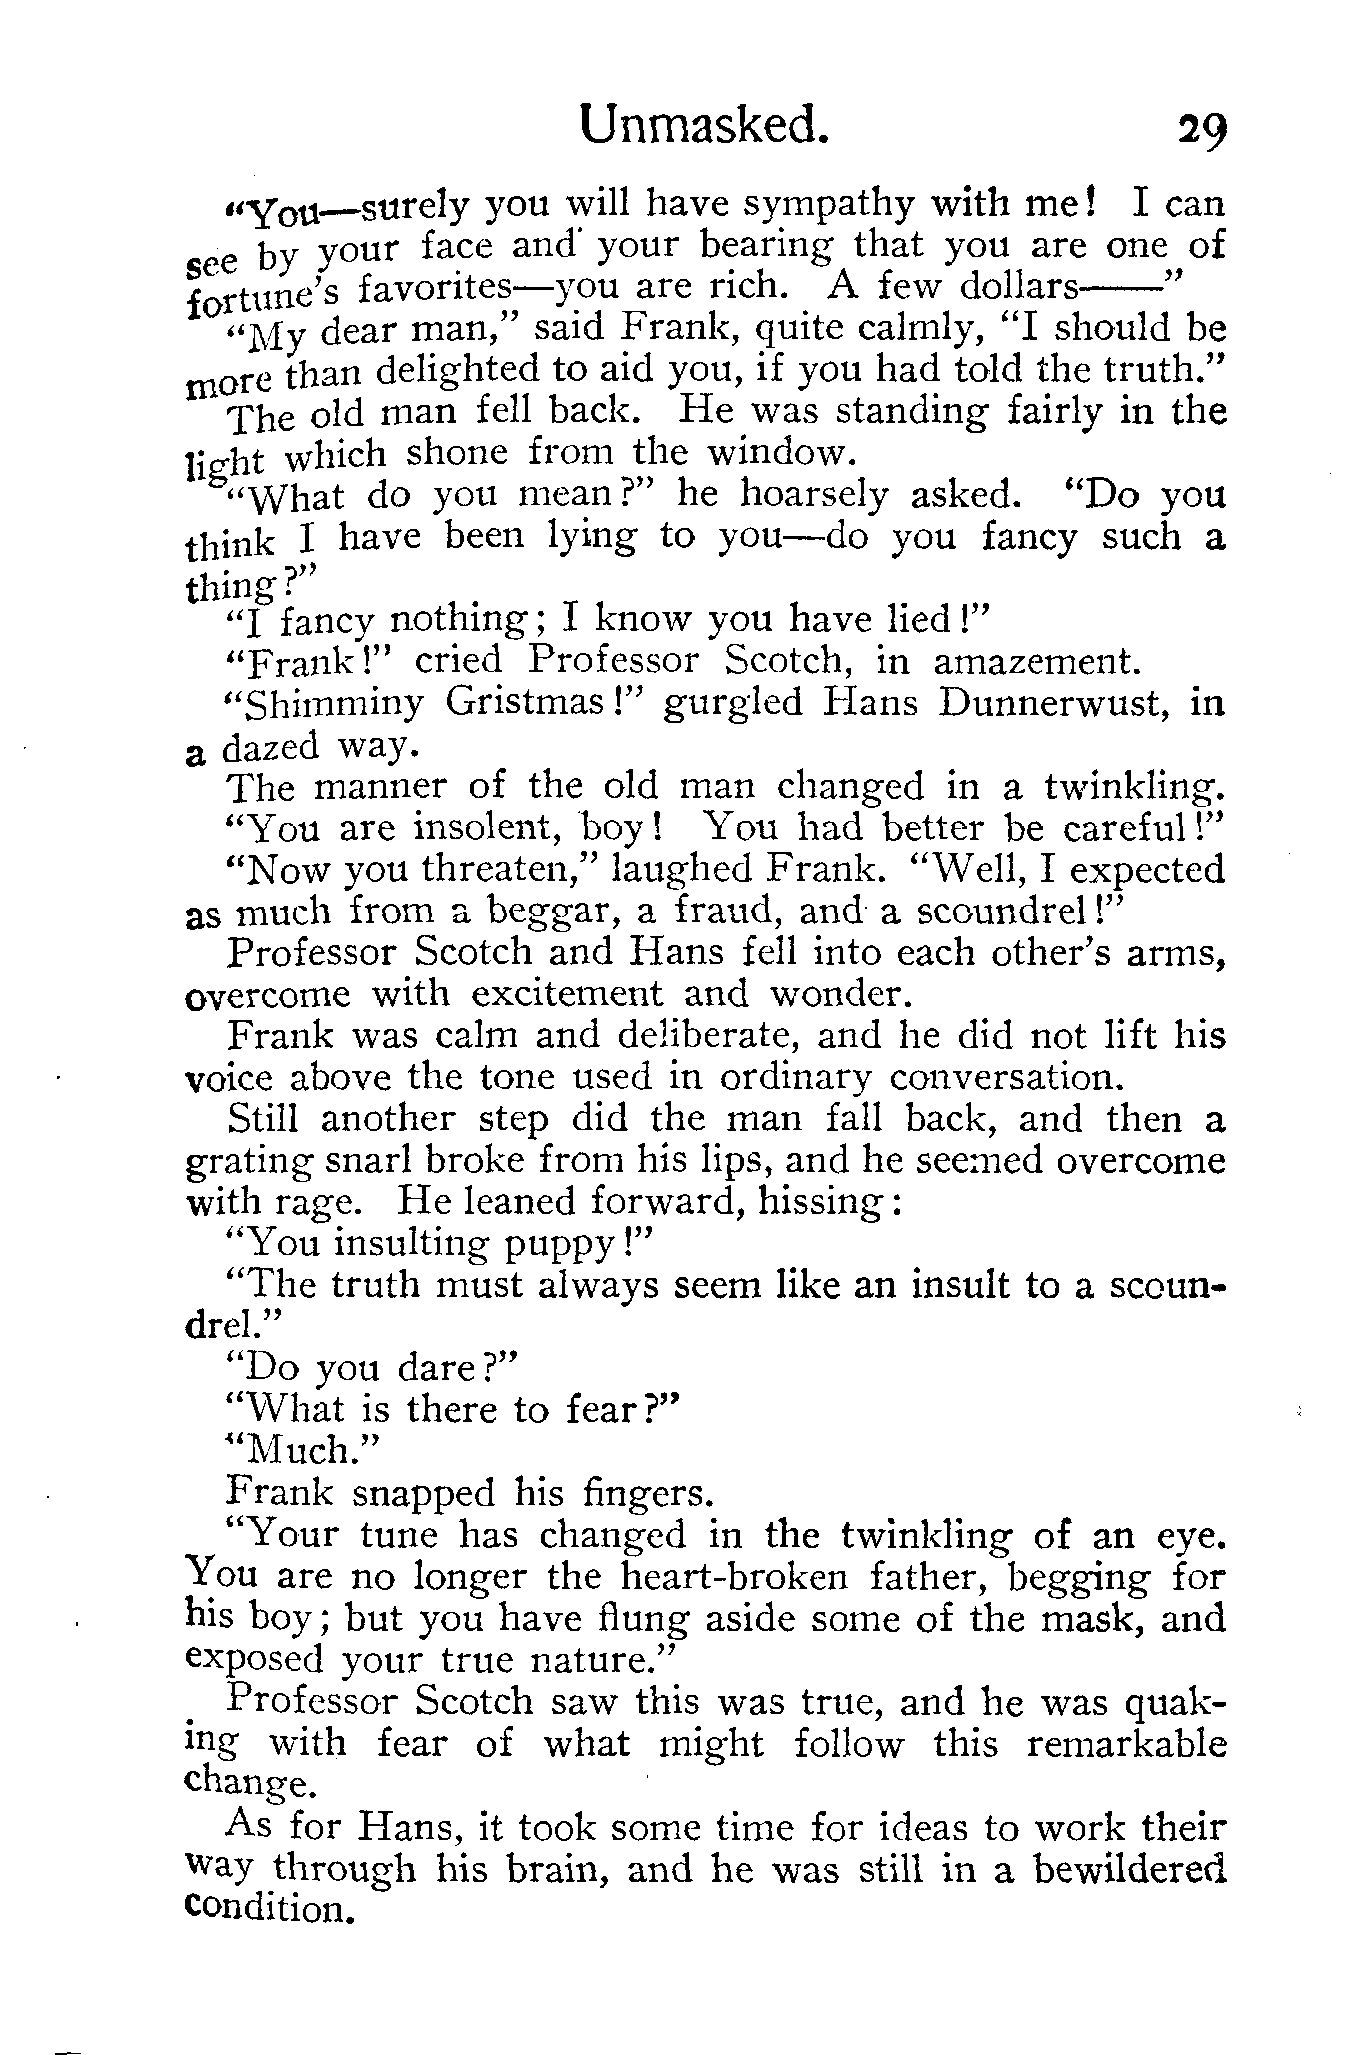 Unmasked. 29
“You—surely you will have sympathy with me! I can
see by your face and your bearing that you are one of
fortune’s favorites—you are rich. A few dollars——”
“My dear man,” said Frank, quite calmly, “I should be
more than delighted to aid you, if you had told the truth.”
The old man fell back. He was standing fairly in the
light which shone from the window.
“What do you mean?” he hoarsely asked. “Do you
think I have been lying to you—do you fancy such a
thing?”
“I fancy nothing; I know you have lied!”
“Frank!” cried Professor Scotch, in amazement.
“Shimminy Gristmas!” gurgled Hans Dunnerwust, in
a dazed way.
The manner of the old man changed in a twinkling.
“You are insolent, boy! You had better be careful!”
“Now you threaten,” laughed Frank. “Well, I expected
as much from a beggar, a fraud, and a scoundrel!”
Professor Scotch and Hans fell into each other’s arms,
overcome with excitement and wonder.
Frank was calm and deliberate, and he did not lift his
voice above the tone used in ordinary conversation.
Still another step did the man fall back, and then a
grating snarl broke from his lips, and he seemed overcome
with rage. He leaned forward, hissing:
“You insulting puppy!”
“The truth must always seem like an insult to a scoun-
drel.”
“Do you dare?”
“What is there to fear?”
“Much.”
Frank snapped his fingers.
“Your tune has changed in the twinkling of an eye.
You are no longer the heart-broken father, begging for
his boy; but you have flung aside some of the mask, and
exposed your true nature.”
Professor Scotch saw this was true, and he was quak-
ing with fear of what might follow this remarkable
change.
As for Hans, it took some time for ideas to work their
way through his brain, and he was still in a bewildered
condition.